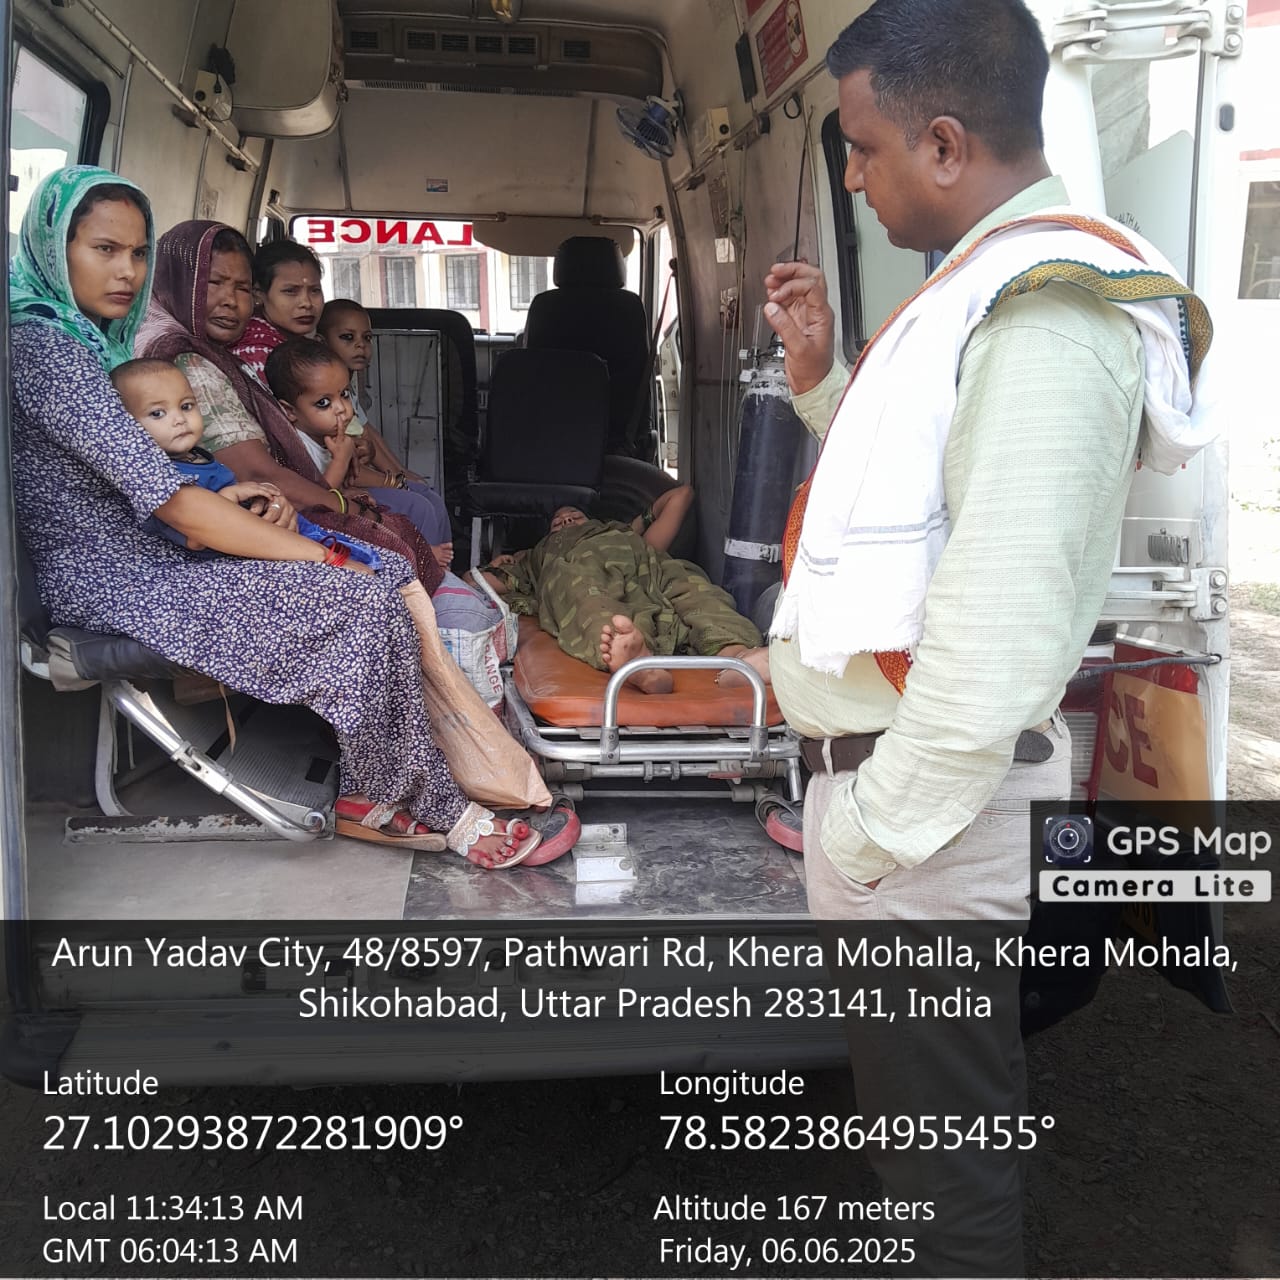 LANCE
RANGE
CE
GPS Map
Camera Lite
Arun Yadav City, 48/8597, Pathwari Rd, Khera Mohalla, Khera Mohala,
Shikohabad, Uttar Pradesh 283141, India
Latitude
27.10293872281909°
Longitude
78.5823864955455°
Local 11:34:13 AM
GMT 06:04:13 AM
Altitude 167 meters
Friday, 06.06.2025